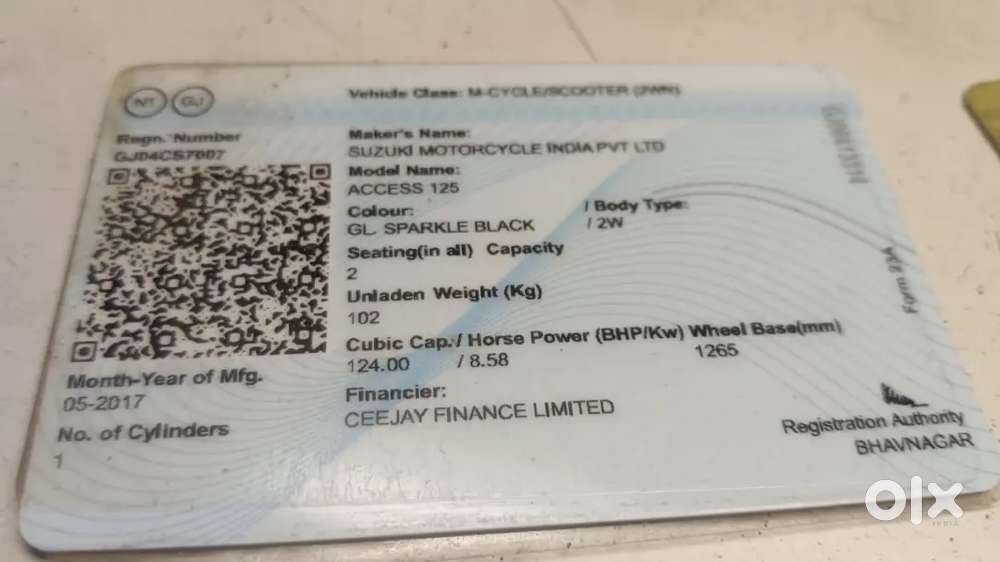 NT GJ
Vehicle Class: M-CYCLE/SCOOTER (2WN)
Regn. Number
GJ04CS7007
Maker's Name:
SUZUKI MOTORCYCLE INDIA PVT LTD
Model Name:
ACCESS 125
Colour: / Body Type:
GL. SPARKLE BLACK / 2W
Seating(in all) Capacity
2
Unladen Weight (Kg)
102
Cubic Cap./ Horse Power (BHP/Kw) Wheel Base(mm)
124.00 / 8.58 1265
Month-Year of Mfg.
05-2017
Financier:
CEEJAY FINANCE LIMITED
No. of Cylinders
1
Registration Authority
BHAVNAGAR
Form 23A
olx
INDIA